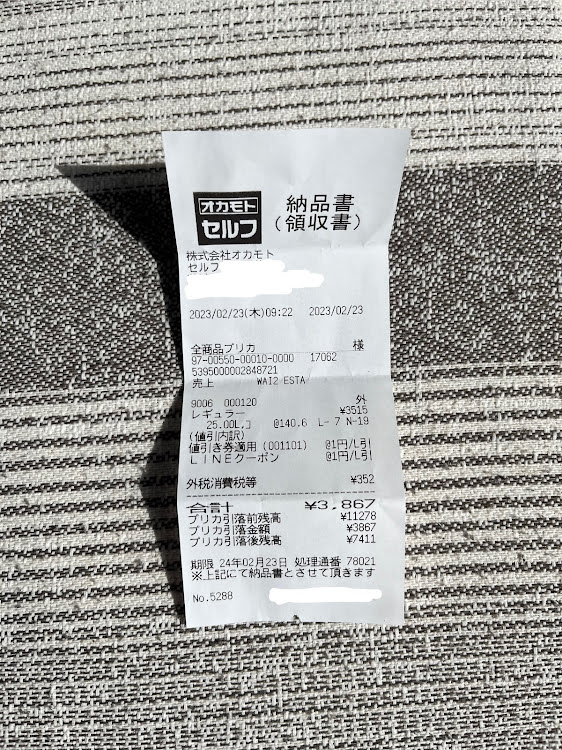 オカモト
セルフ
納品書
(領収書)
株式会社オカモト
セルフ
2023/02/23(木)09:22 2023/02/23
全商品プリカ 様
97-00550-00010-0000 17062
5395000002848721
売上 WAI2 ESTA
9006 000120 外
レギュラー ¥3515
25.00L,] @140.6 L- 7 N-19
(値引内訳)
値引き券適用(001101) @1円/L引
LINEクーポン @1円/L引
外税消費税等 ¥352
合計 ¥3,867
プリカ引落前残高 ¥11278
プリカ引落金額 ¥3867
プリカ引落後残高 ¥7411
期限 24年02月23日 処理通番 78021
※上記にて納品書とさせて頂きます
No.5288